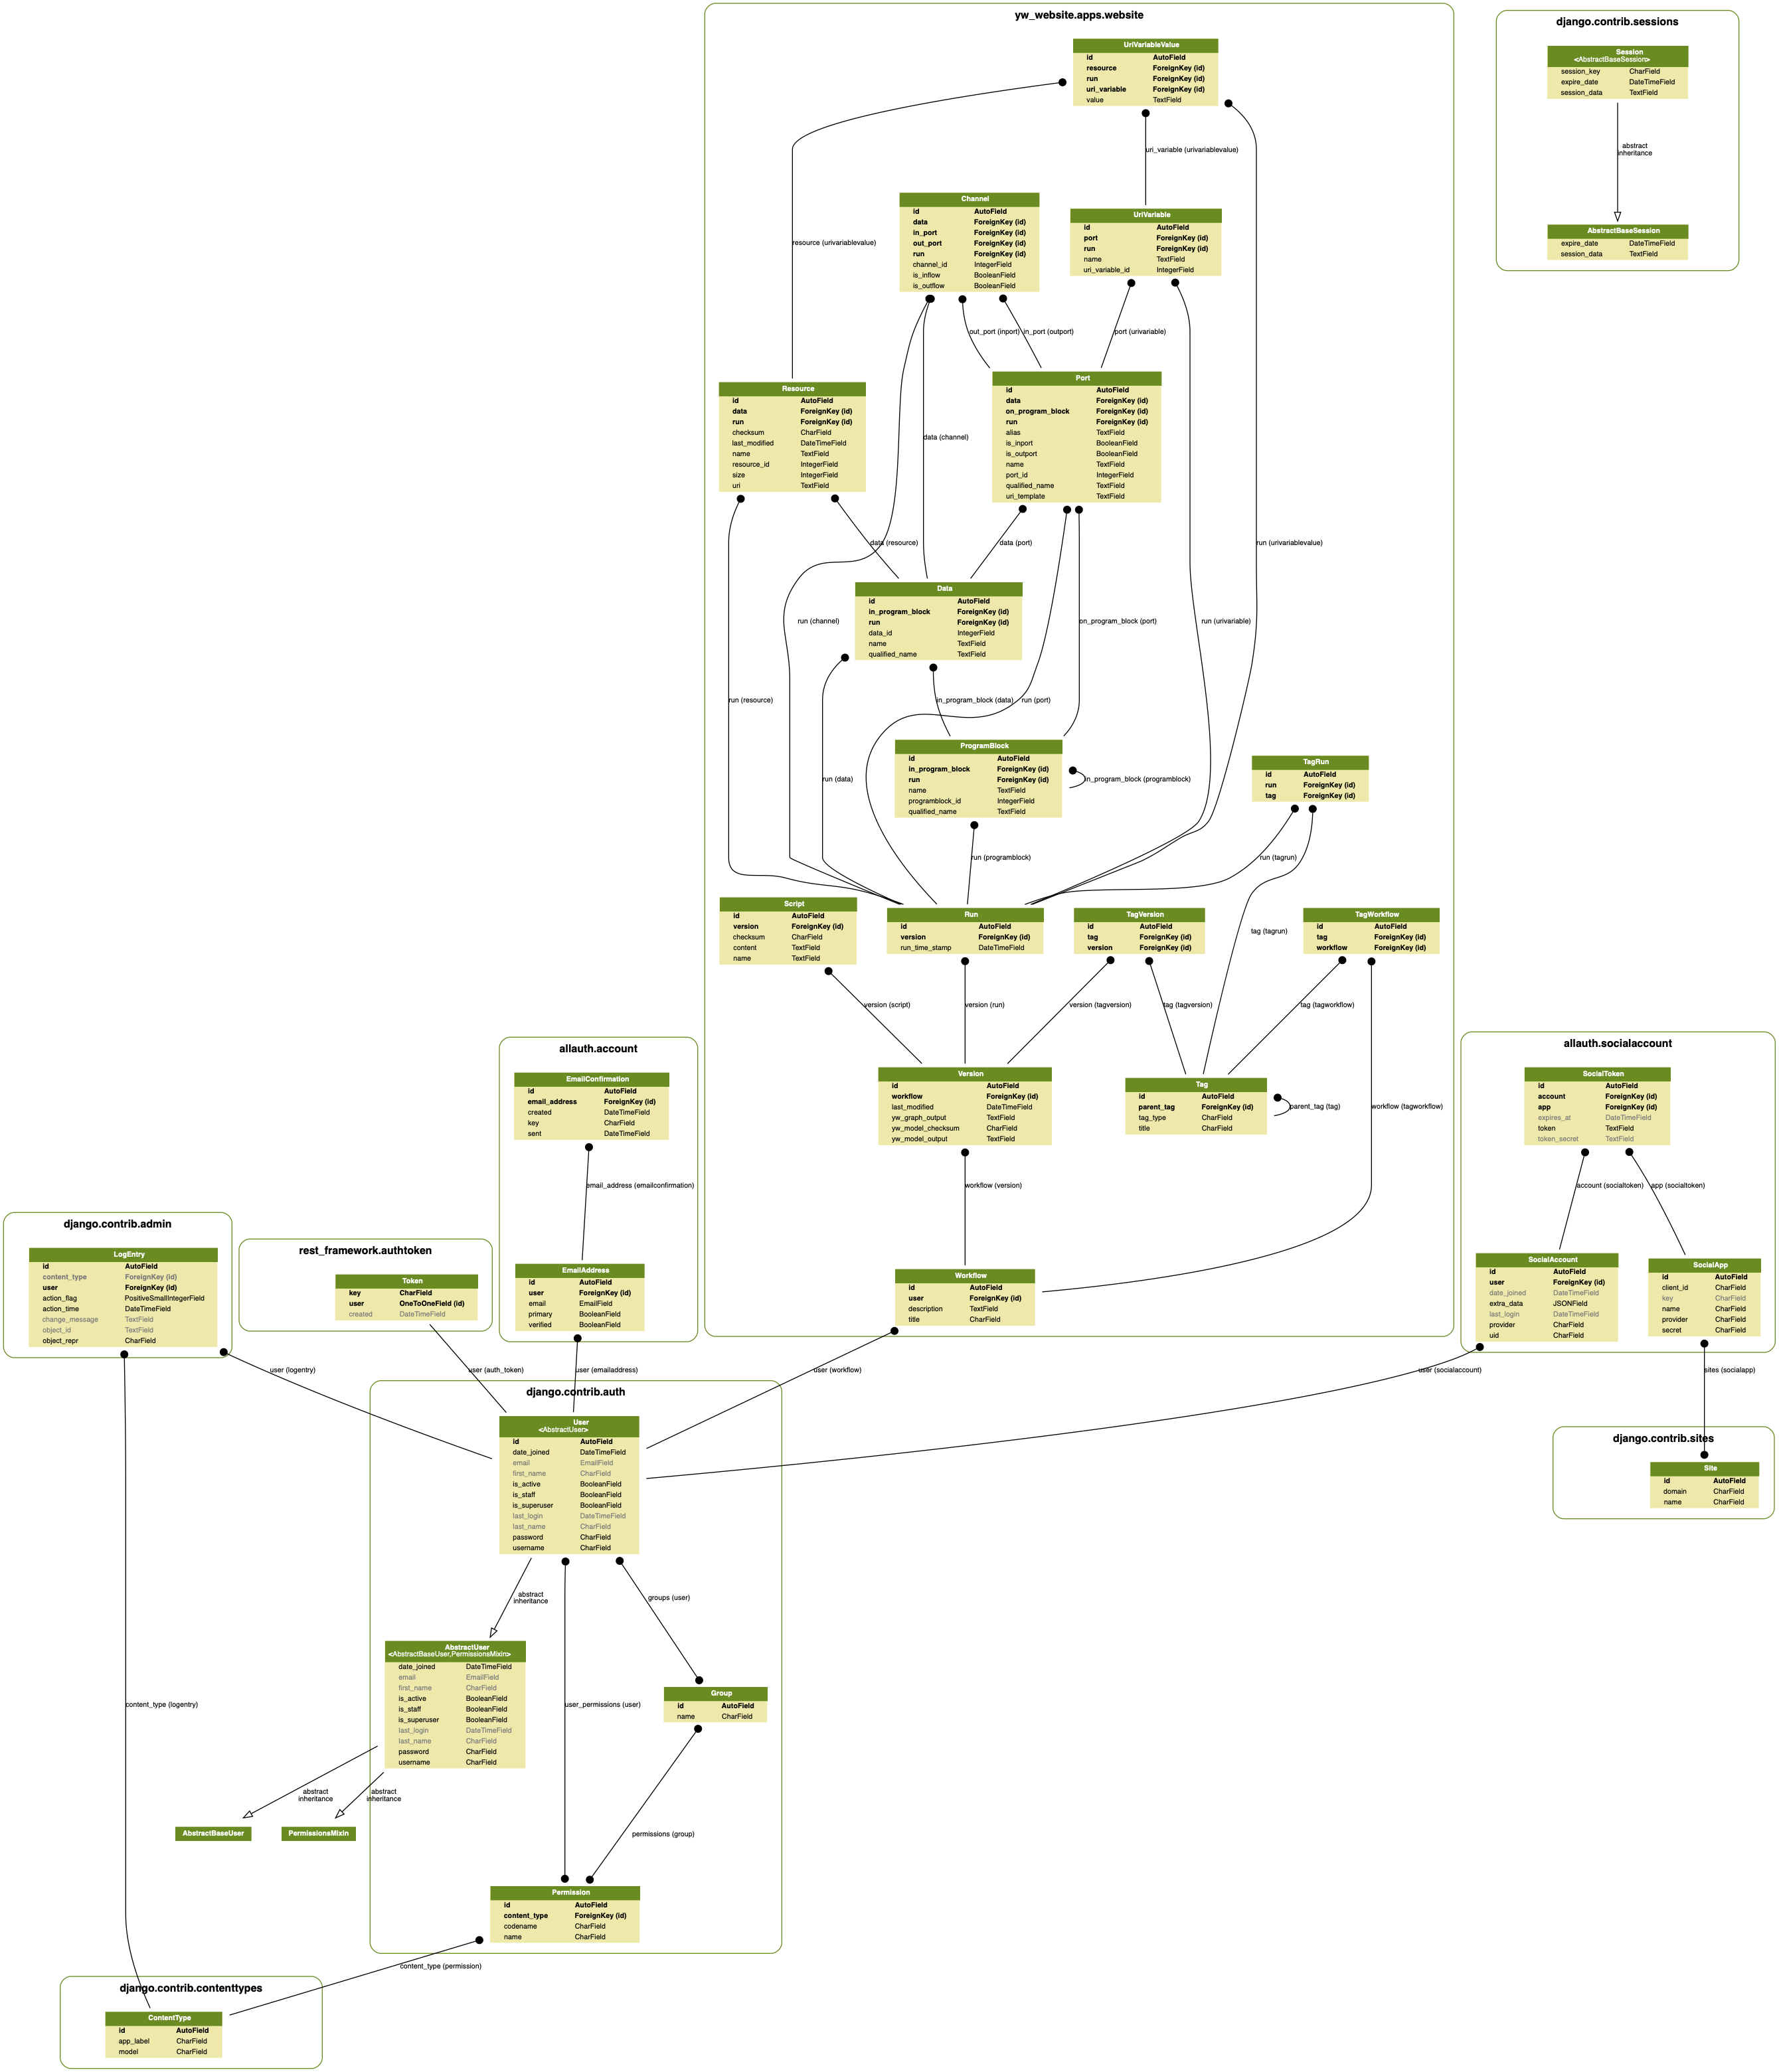 yw_website.apps.website
UriVariableValue
id AutoField
resource ForeignKey (id)
run ForeignKey (id)
uri_variable ForeignKey (id)
value TextField
uri_variable (urivariablevalue)
resource (urivariablevalue)
Channel
id AutoField
data ForeignKey (id)
in_port ForeignKey (id)
out_port ForeignKey (id)
run ForeignKey (id)
channel_id IntegerField
is_inflow BooleanField
is_outflow BooleanField
UriVariable
id AutoField
port ForeignKey (id)
run ForeignKey (id)
name TextField
uri_variable_id IntegerField
out_port (inport)
in_port (outport)
port (urivariable)
Resource
id AutoField
data ForeignKey (id)
run ForeignKey (id)
checksum CharField
last_modified DateTimeField
name TextField
resource_id IntegerField
size IntegerField
uri TextField
data (channel)
Port
id AutoField
data ForeignKey (id)
on_program_block ForeignKey (id)
run ForeignKey (id)
alias TextField
is_inport BooleanField
is_outport BooleanField
name TextField
port_id IntegerField
qualified_name TextField
uri_template TextField
data (resource)
data (port)
run (urivariablevalue)
Data
id AutoField
in_program_block ForeignKey (id)
run ForeignKey (id)
data_id IntegerField
name TextField
qualified_name TextField
run (channel)
on_program_block (port)
run (urivariable)
run (resource)
in_program_block (data)
run (port)
ProgramBlock
id AutoField
in_program_block ForeignKey (id)
run ForeignKey (id)
name TextField
programblock_id IntegerField
qualified_name TextField
run (data)
in_program_block (programblock)
TagRun
id AutoField
run ForeignKey (id)
tag ForeignKey (id)
run (programblock)
run (tagrun)
Script
id AutoField
version ForeignKey (id)
checksum CharField
content TextField
name TextField
Run
id AutoField
version ForeignKey (id)
run_time_stamp DateTimeField
TagVersion
id AutoField
tag ForeignKey (id)
version ForeignKey (id)
tag (tagrun)
TagWorkflow
id AutoField
tag ForeignKey (id)
workflow ForeignKey (id)
version (script)
version (run)
version (tagversion)
tag (tagversion)
tag (tagworkflow)
Version
id AutoField
workflow ForeignKey (id)
last_modified DateTimeField
yw_graph_output TextField
yw_model_checksum CharField
yw_model_output TextField
Tag
id AutoField
parent_tag ForeignKey (id)
tag_type CharField
title CharField
parent_tag (tag)
workflow (tagworkflow)
workflow (version)
Workflow
id AutoField
user ForeignKey (id)
description TextField
title CharField
django.contrib.sessions
Session
<AbstractBaseSession>
session_key CharField
expire_date DateTimeField
session_data TextField
abstract
inheritance
AbstractBaseSession
expire_date DateTimeField
session_data TextField
allauth.account
EmailConfirmation
id AutoField
email_address ForeignKey (id)
created DateTimeField
key CharField
sent DateTimeField
email_address (emailconfirmation)
EmailAddress
id AutoField
user ForeignKey (id)
email EmailField
primary BooleanField
verified BooleanField
allauth.socialaccount
SocialToken
id AutoField
account ForeignKey (id)
app ForeignKey (id)
expires_at DateTimeField
token TextField
token_secret TextField
account (socialtoken)
app (socialtoken)
SocialAccount
id AutoField
user ForeignKey (id)
date_joined DateTimeField
extra_data JSONField
last_login DateTimeField
provider CharField
uid CharField
SocialApp
id AutoField
client_id CharField
key CharField
name CharField
provider CharField
secret CharField
django.contrib.admin
LogEntry
id AutoField
content_type ForeignKey (id)
user ForeignKey (id)
action_flag PositiveSmallIntegerField
action_time DateTimeField
change_message TextField
object_id TextField
object_repr CharField
rest_framework.authtoken
Token
key CharField
user OneToOneField (id)
created DateTimeField
user (logentry)
user (auth_token)
user (emailaddress)
user (workflow)
user (socialaccount)
sites (socialapp)
django.contrib.sites
Site
id AutoField
domain CharField
name CharField
django.contrib.auth
User
<AbstractUser>
id AutoField
date_joined DateTimeField
email EmailField
first_name CharField
is_active BooleanField
is_staff BooleanField
is_superuser BooleanField
last_login DateTimeField
last_name CharField
password CharField
username CharField
abstract
inheritance
groups (user)
AbstractUser
<AbstractBaseUser,PermissionsMixin>
date_joined DateTimeField
email EmailField
first_name CharField
is_active BooleanField
is_staff BooleanField
is_superuser BooleanField
last_login DateTimeField
last_name CharField
password CharField
username CharField
user_permissions (user)
Group
id AutoField
name CharField
content_type (logentry)
abstract
inheritance
abstract
inheritance
AbstractBaseUser
PermissionsMixin
permissions (group)
Permission
id AutoField
content_type ForeignKey (id)
codename CharField
name CharField
content_type (permission)
django.contrib.contenttypes
ContentType
id AutoField
app_label CharField
model CharField